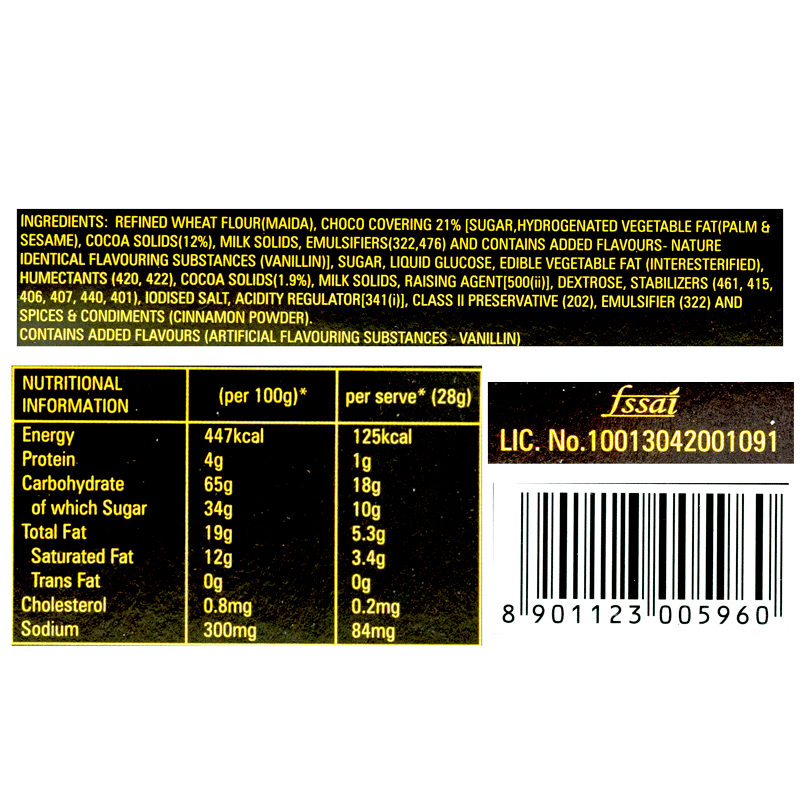 INGREDIENTS: REFINED WHEAT FLOUR(MAIDA), CHOCO COVERING 21% [SUGAR,HYDROGENATED VEGETABLE FAT(PALM &
SESAME), COCOA SOLIDS(12%), MILK SOLIDS, EMULSIFIERS(322,476) AND CONTAINS ADDED FLAVOURS- NATURE
IDENTICAL FLAVOURING SUBSTANCES (VANILLIN)], SUGAR, LIQUID GLUCOSE, EDIBLE VEGETABLE FAT (INTERESTERIFIED),
HUMECTANTS (420, 422), COCOA SOLIDS(1.9%), MILK SOLIDS, RAISING AGENT[500(ii)], DEXTROSE, STABILIZERS (461, 415,
406, 407, 440, 401), IODISED SALT, ACIDITY REGULATOR[341(i)], CLASS II PRESERVATIVE (202), EMULSIFIER (322) AND
SPICES & CONDIMENTS (CINNAMON POWDER).
CONTAINS ADDED FLAVOURS (ARTIFICIAL FLAVOURING SUBSTANCES - VANILLIN)
NUTRITIONAL INFORMATION (per 100g)* per serve* (28g)
Energy 447kcal 125kcal
Protein 4g 1g
Carbohydrate 65g 18g
of which Sugar 34g 10g
Total Fat 19g 5.3g
Saturated Fat 12g 3.4g
Trans Fat 0g 0g
Cholesterol 0.8mg 0.2mg
Sodium 300mg 84mg
fssai
LIC. No.10013042001091
8 901123 005960